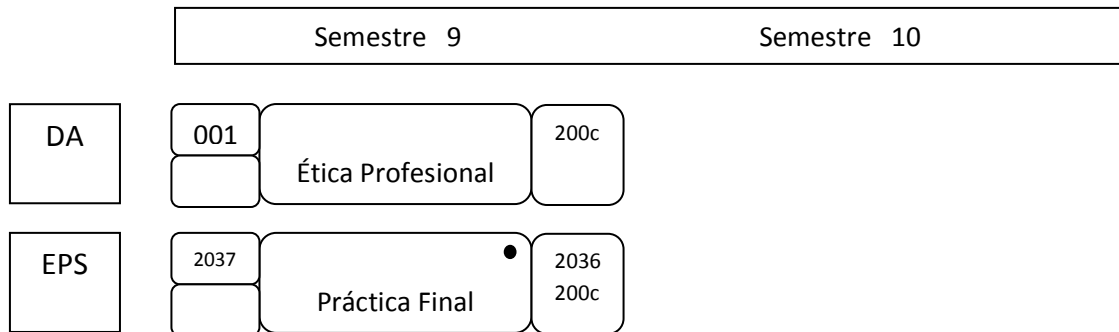 Semestre 9 Semestre 10
DA 001 200c
Ética Profesional
EPS 2037 2036
200c
Práctica Final